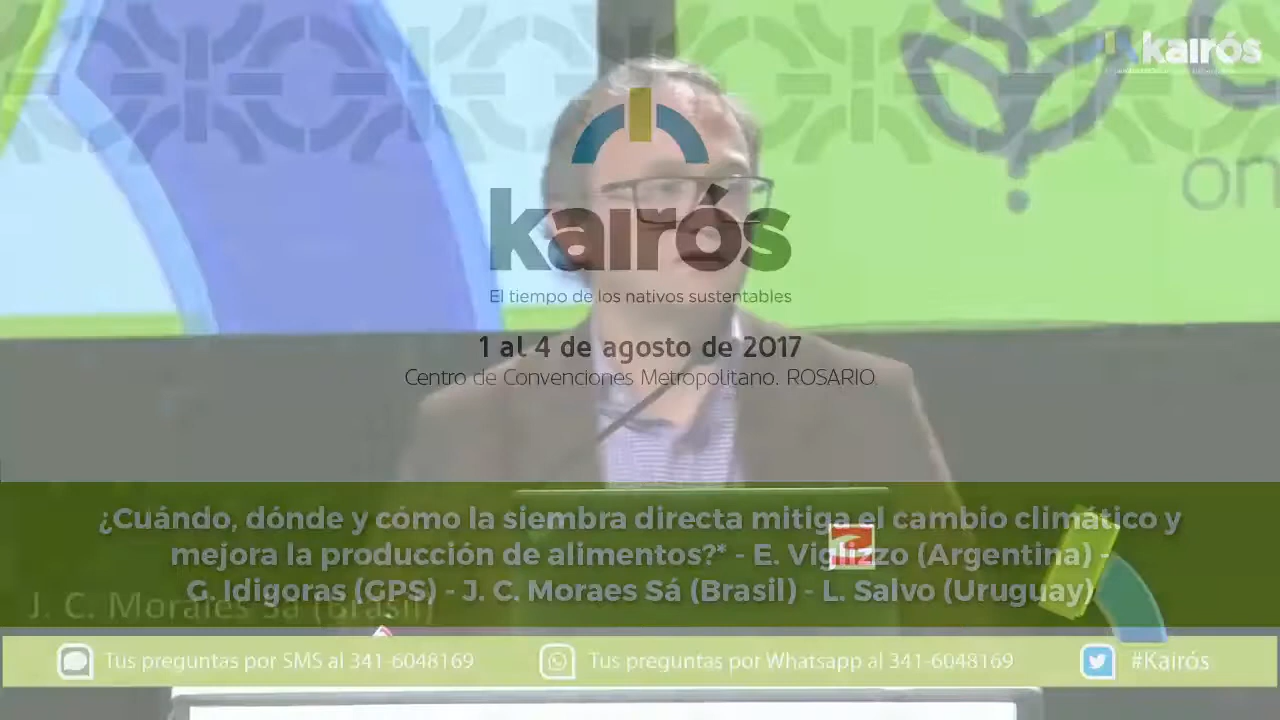 kairós
on
kairós
El tiempo de los nativos sustentables
1 al 4 de agosto de 2017
Centro de Convenciones Metropolitano. ROSARIO.
¿Cuándo, dónde y cómo la siembra directa mitiga el cambio climático y
mejora la producción de alimentos?* - E. Viglizzo (Argentina) -
G. Idigoras (GPS) - J. C. Moraes Sá (Brasil) - L. Salvo (Uruguay)
J. C. Moraes Sá (Brasil)
Tus preguntas por SMS al 341-6048169
Tus preguntas por Whatsapp al 341-6048169
#Kairós